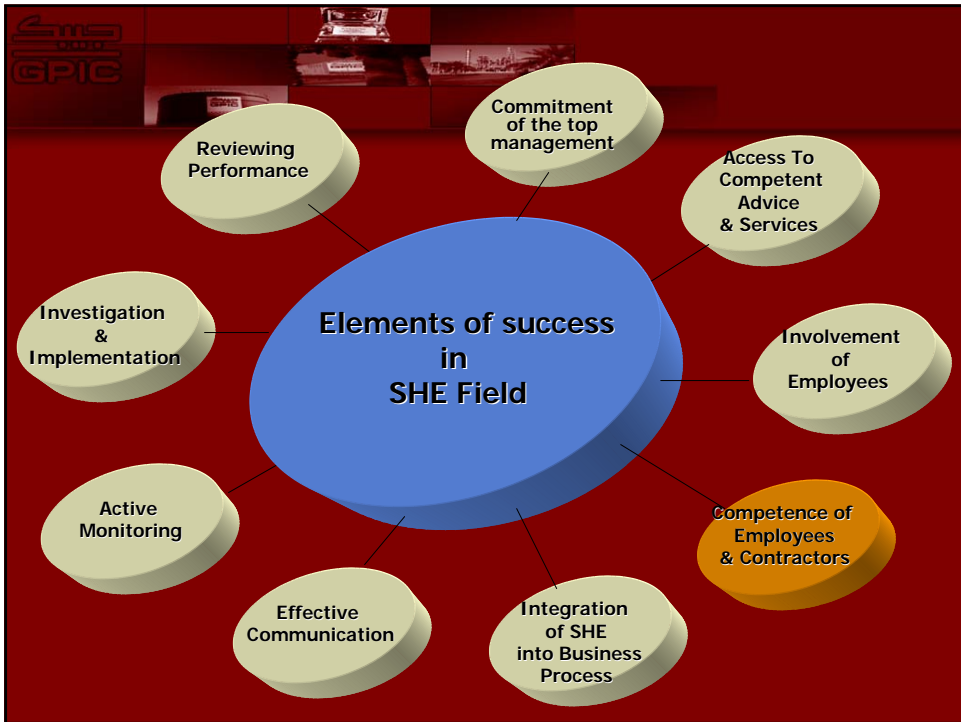 جيبك
GPIC
Commitment
of the top
management
Reviewing
Performance
Access To
Competent
Advice
& Services
Elements of success
in
SHE Field
Investigation
&
Implementation
Involvement
of
Employees
Active
Monitoring
Competence of
Employees
& Contractors
Effective
Communication
Integration
of SHE
into Business
Process